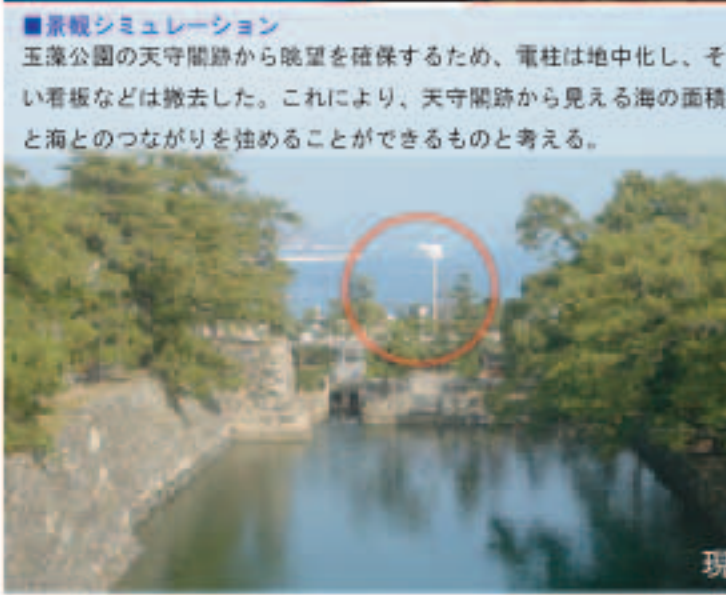 ■景観シミュレーション
玉藻公園の天守閣跡から眺望を確保するため、電柱は地中化し、そ
い看板などは撤去した。これにより、天守閣跡から見える海の面積
と海とのつながりを強めることができるものと考える。
現